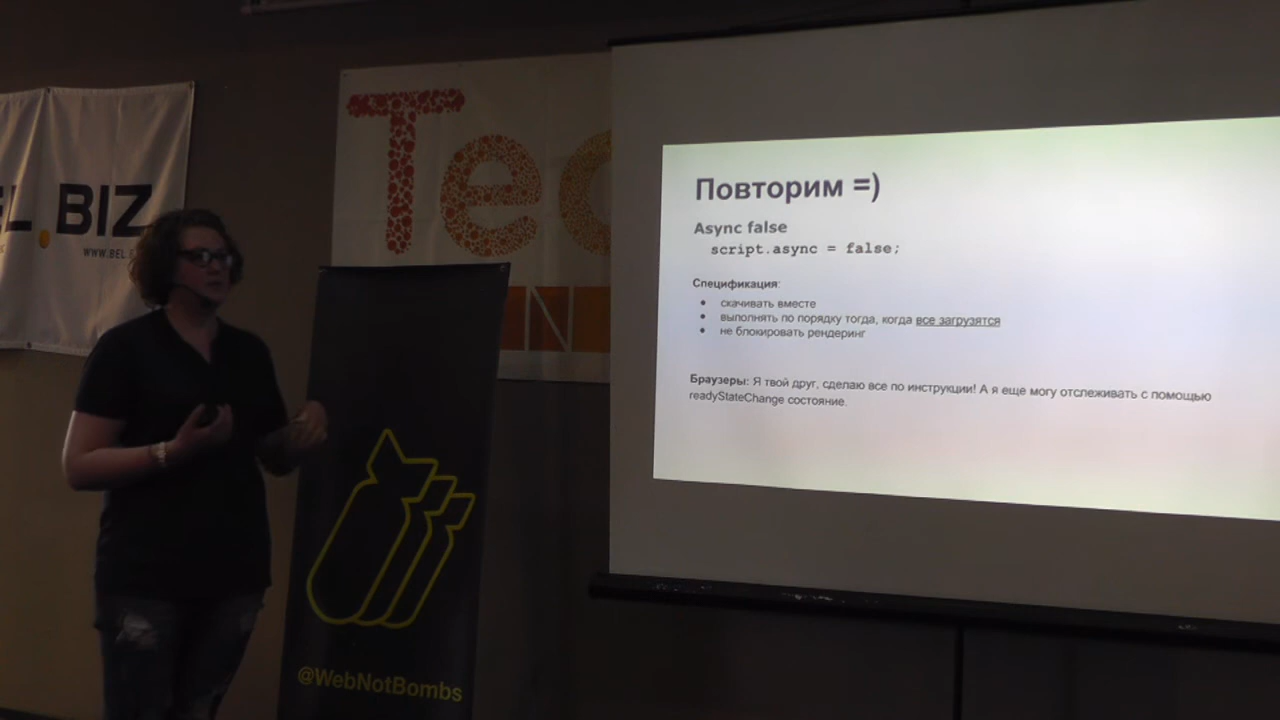 BIZ
WWW.BEL
Te
N
@WebNotBombs
Повторим =)
Async false
script.async = false;
Спецификация:
• скачивать вместе
• выполнять по порядку тогда, когда все загрузятся
• не блокировать рендеринг
Браузеры: Я твой друг, сделаю все по инструкции! А я еще могу отслеживать с помощью
readyStateChange состояние.